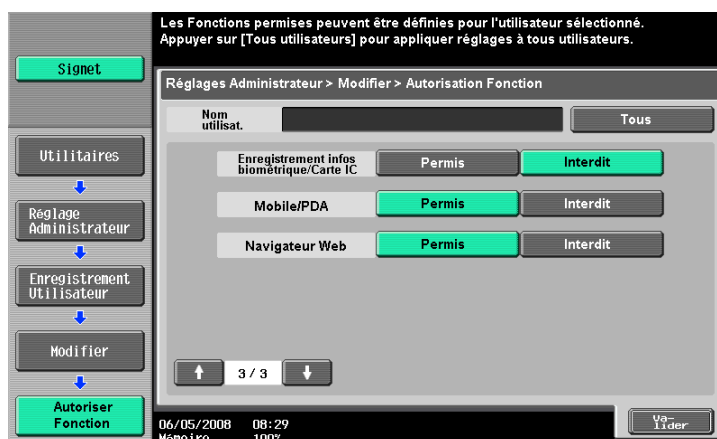 Les Fonctions permises peuvent être définies pour l'utilisateur sélectionné.
Appuyer sur [Tous utilisateurs] pour appliquer réglages à tous utilisateurs.
Signet
Réglages Administrateur > Modifier > Autorisation Fonction
Nom
utilisat.
Tous
Utilitaires
Réglage
Administrateur
Enregistrement
Utilisateur
Modifier
Autoriser
Fonction
Enregistrement infos
biométrique/Carte IC
Permis
Interdit
Mobile/PDA
Permis
Interdit
Navigateur Web
Permis
Interdit
3 / 3
06/05/2008 08:29
Mémoire 100%
Va-
lider